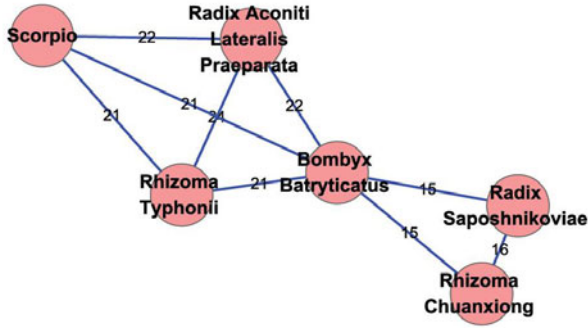 Radix Aconiti
Scorpio
22
Lateralis
Praeparata
21
21
21
22
Bombyx
Rhizoma
21
Batryticatus
15
Radix
Typhonii
Saposhnikoviae
15
16
Rhizoma
Chuanxiong